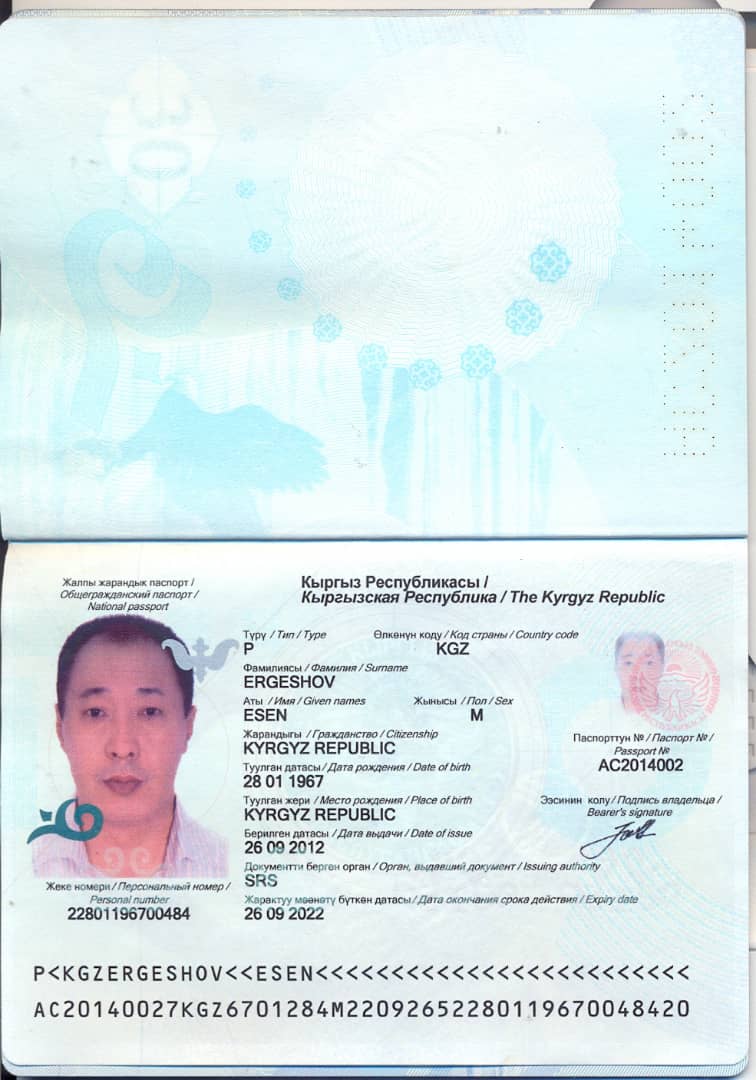 Жалпы жарандык паспорт /
Общегражданский паспорт /
National passport
Кыргыз Республикасы /
Кыргызская Республика / The Kyrgyz Republic
Түрү / Тип / Type
P
Өлкөнүн коду / Код страны / Country code
KGZ
Фамилиясы / Фамилия / Surname
ERGESHOV
Аты / Имя / Given names
ESEN
Жынысы / Пол / Sex
M
Жарандыгы / Гражданство / Citizenship
KYRGYZ REPUBLIC
Туулган датасы / Дата рождения / Date of birth
28 01 1967
Туулган жери / Место рождения / Place of birth
KYRGYZ REPUBLIC
Берилген датасы / Дата выдачи / Date of issue
26 09 2012
Документти берген орган / Орган, выдавший документ / Issuing authority
SRS
Жарактуу мөөнөтү бүткөн датасы / Дата окончания срока действия / Expiry date
26 09 2022
Паспорттун № / Паспорт № /
Passport №
AC2014002
Ээсинин колу / Подпись владельца /
Bearer's signature
Жеке номери / Персональный номер /
Personal number
22801196700484
P<KGZERGESHOV<<ESEN<<<<<<<<<<<<<<<<<<<<<<<<<
AC20140027KGZ6701284M22092652280119670048420